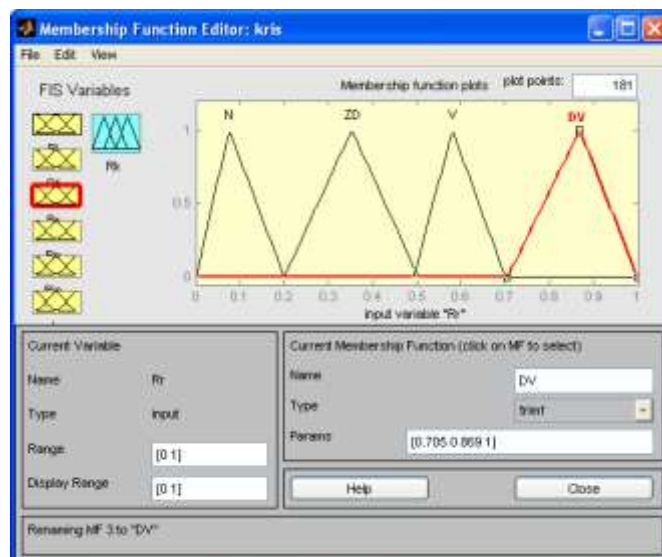 Membership Function Editor: kris
File Edit View
FIS Variables
Membership function plots plot points: 181
N ZD V DV
1
0.5
0
0 0.1 0.2 0.3 0.4 0.5 0.6 0.7 0.8 0.9 1
input variable "Rr"
Current Variable
Name Rr
Type input
Range [0 1]
Display Range [0 1]
Current Membership Function (click on MF to select)
Name DV
Type trimf
Params [0.705 0.869 1]
Help Close
Renaming MF 3 to "DV"